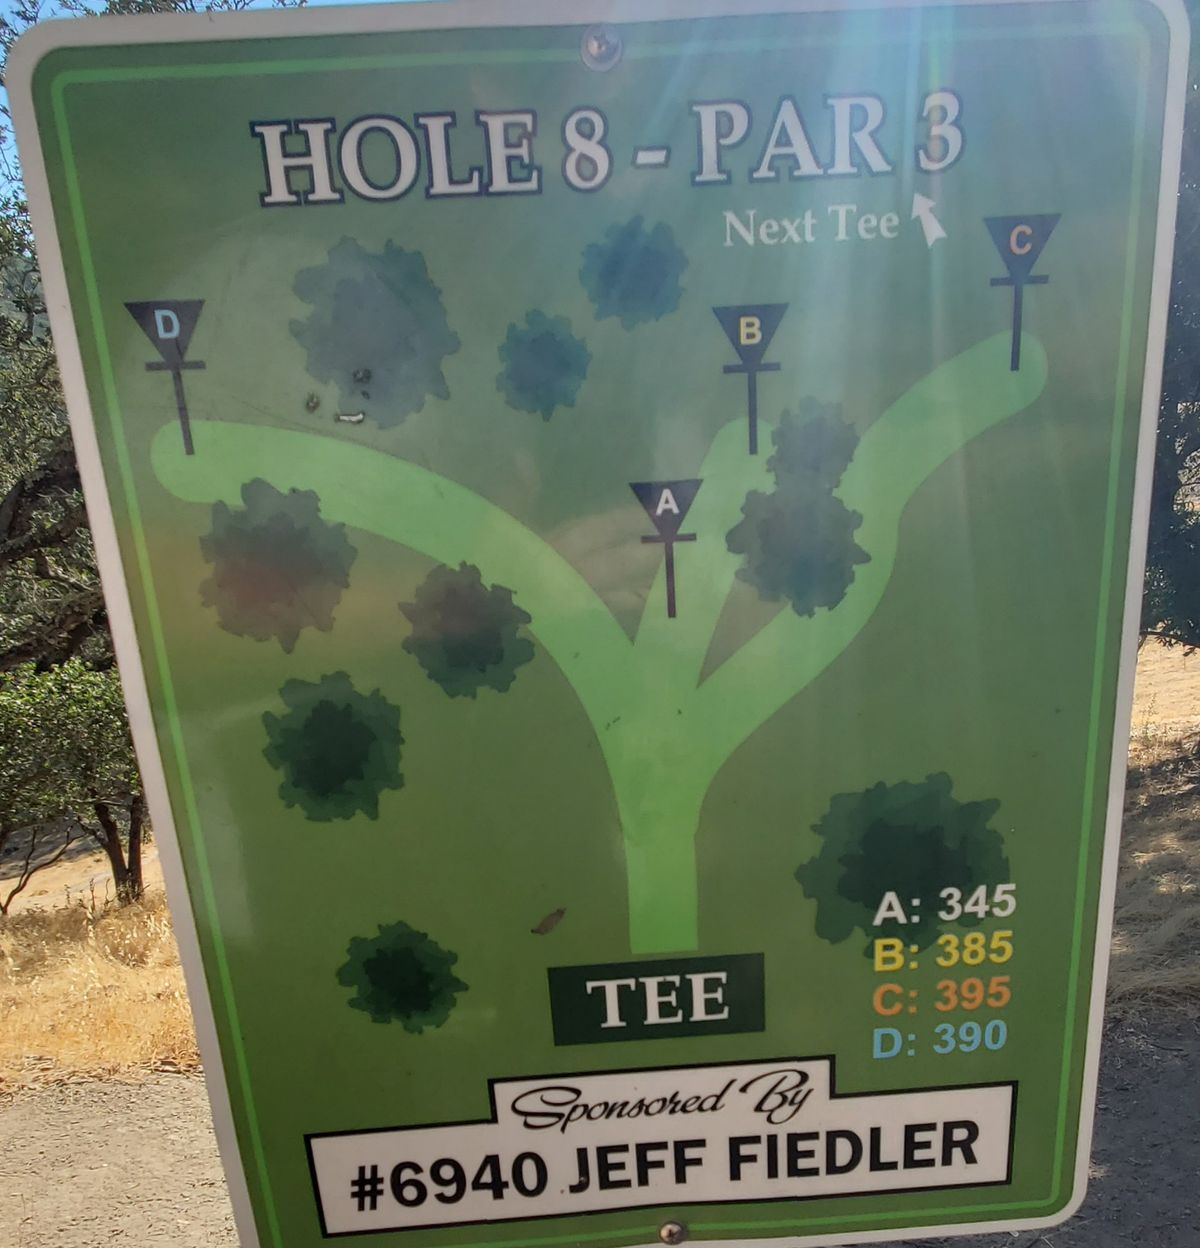 HOLE 8 - PAR 3
Next Tee
C
D
B
A
A: 345
B: 385
C: 395
D: 390
TEE
Sponsored By
#6940 JEFF FIEDLER